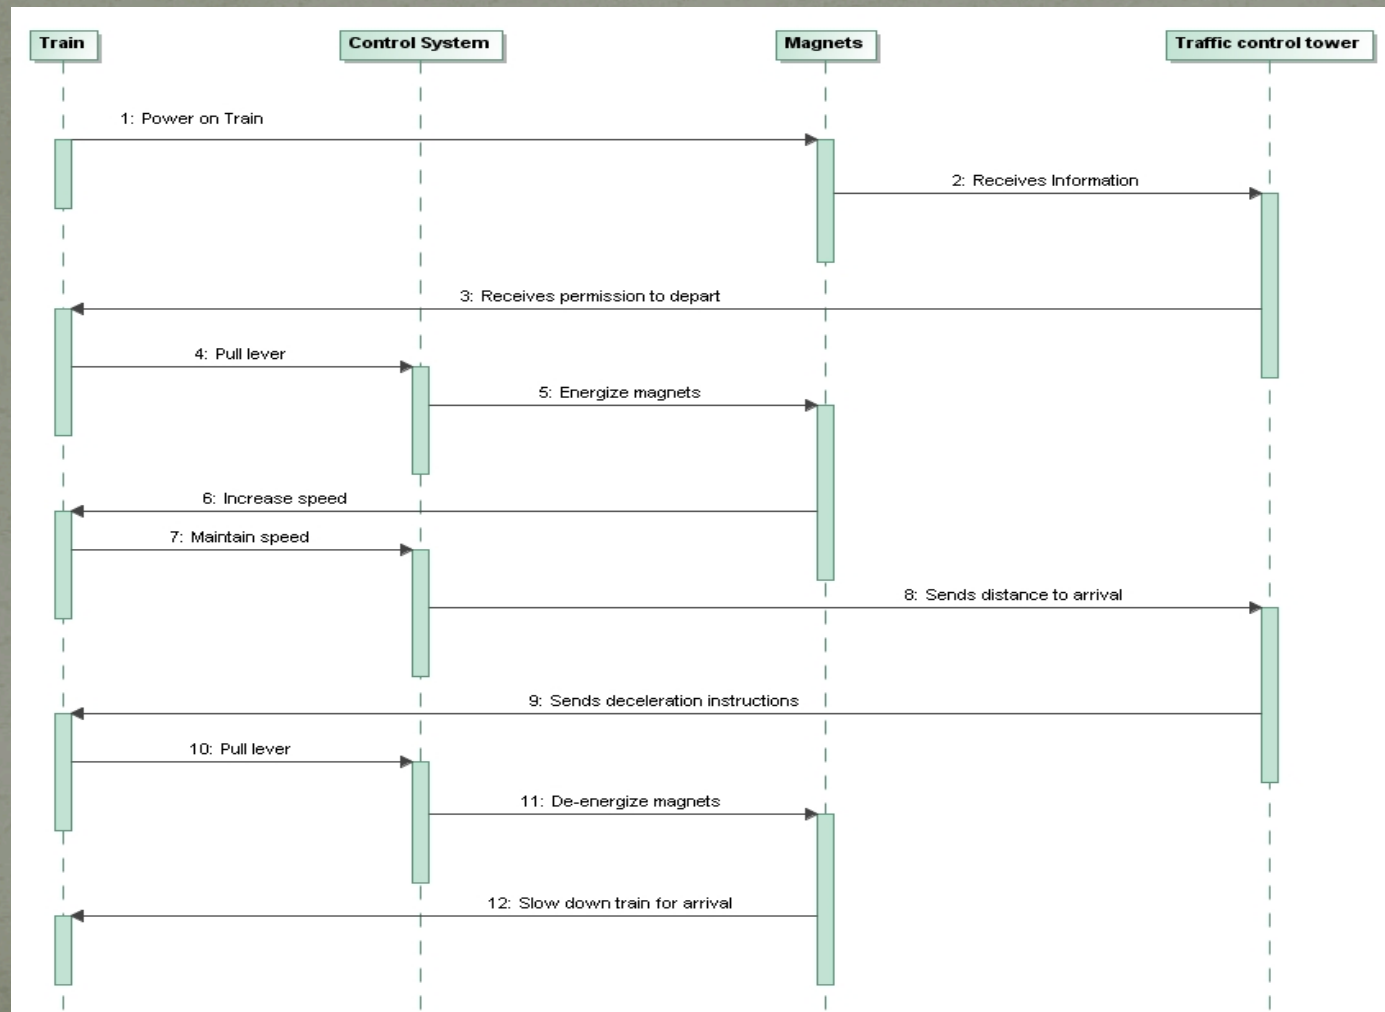 Train
Control System
Magnets
Traffic control tower
1: Power on Train
2: Receives Information
3: Receives permission to depart
4: Pull lever
5: Energize magnets
6: Increase speed
7: Maintain speed
8: Sends distance to arrival
9: Sends deceleration instructions
10: Pull lever
11: De-energize magnets
12: Slow down train for arrival